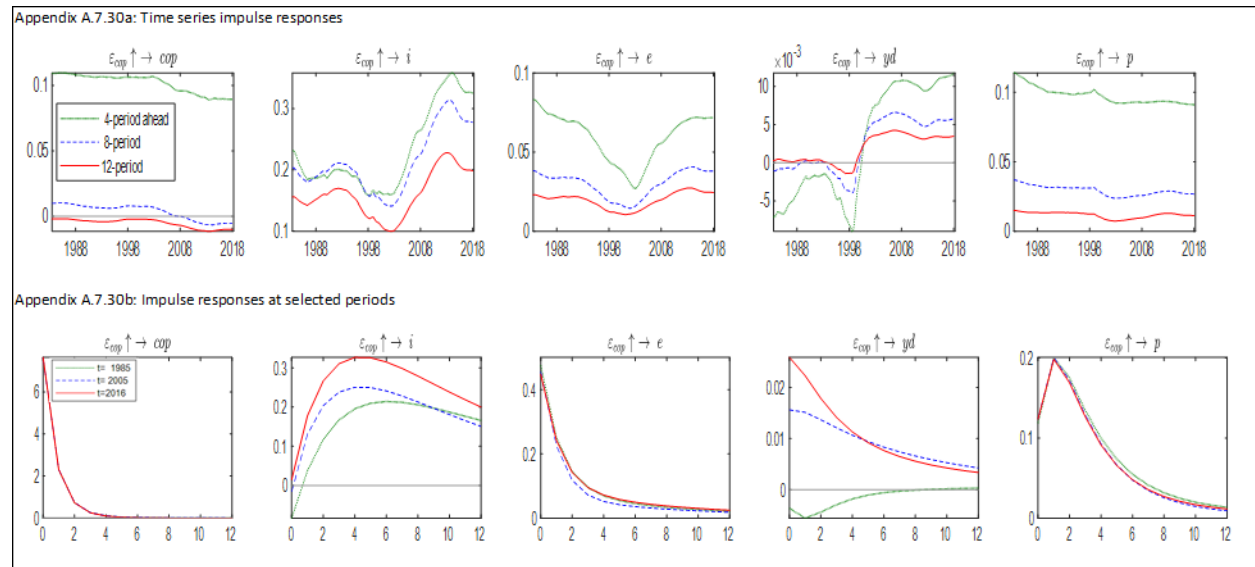 Appendix A.7.30a: Time series impulse responses
ε_cop ↑ → cop
ε_cop ↑ → i
ε_cop ↑ → e
ε_cop ↑ → yd
ε_cop ↑ → p
×10⁻³
0.1
0.05
0
4-period ahead
8-period
12-period
1988 1998 2008 2018
0.3
0.2
0.1
1988 1998 2008 2018
0.1
0.05
0
1988 1998 2008 2018
10
5
0
-5
1988 1998 2008 2018
0.1
0.05
0
1988 1998 2008 2018
Appendix A.7.30b: Impulse responses at selected periods
ε_cop ↑ → cop
ε_cop ↑ → i
ε_cop ↑ → e
ε_cop ↑ → yd
ε_cop ↑ → p
6
4
2
0
t= 1985
t= 2005
t=2016
0 2 4 6 8 10 12
0.3
0.2
0.1
0
0 2 4 6 8 10 12
0.4
0.2
0
0 2 4 6 8 10 12
0.02
0.01
0
0 2 4 6 8 10 12
0.2
0.1
0
0 2 4 6 8 10 12